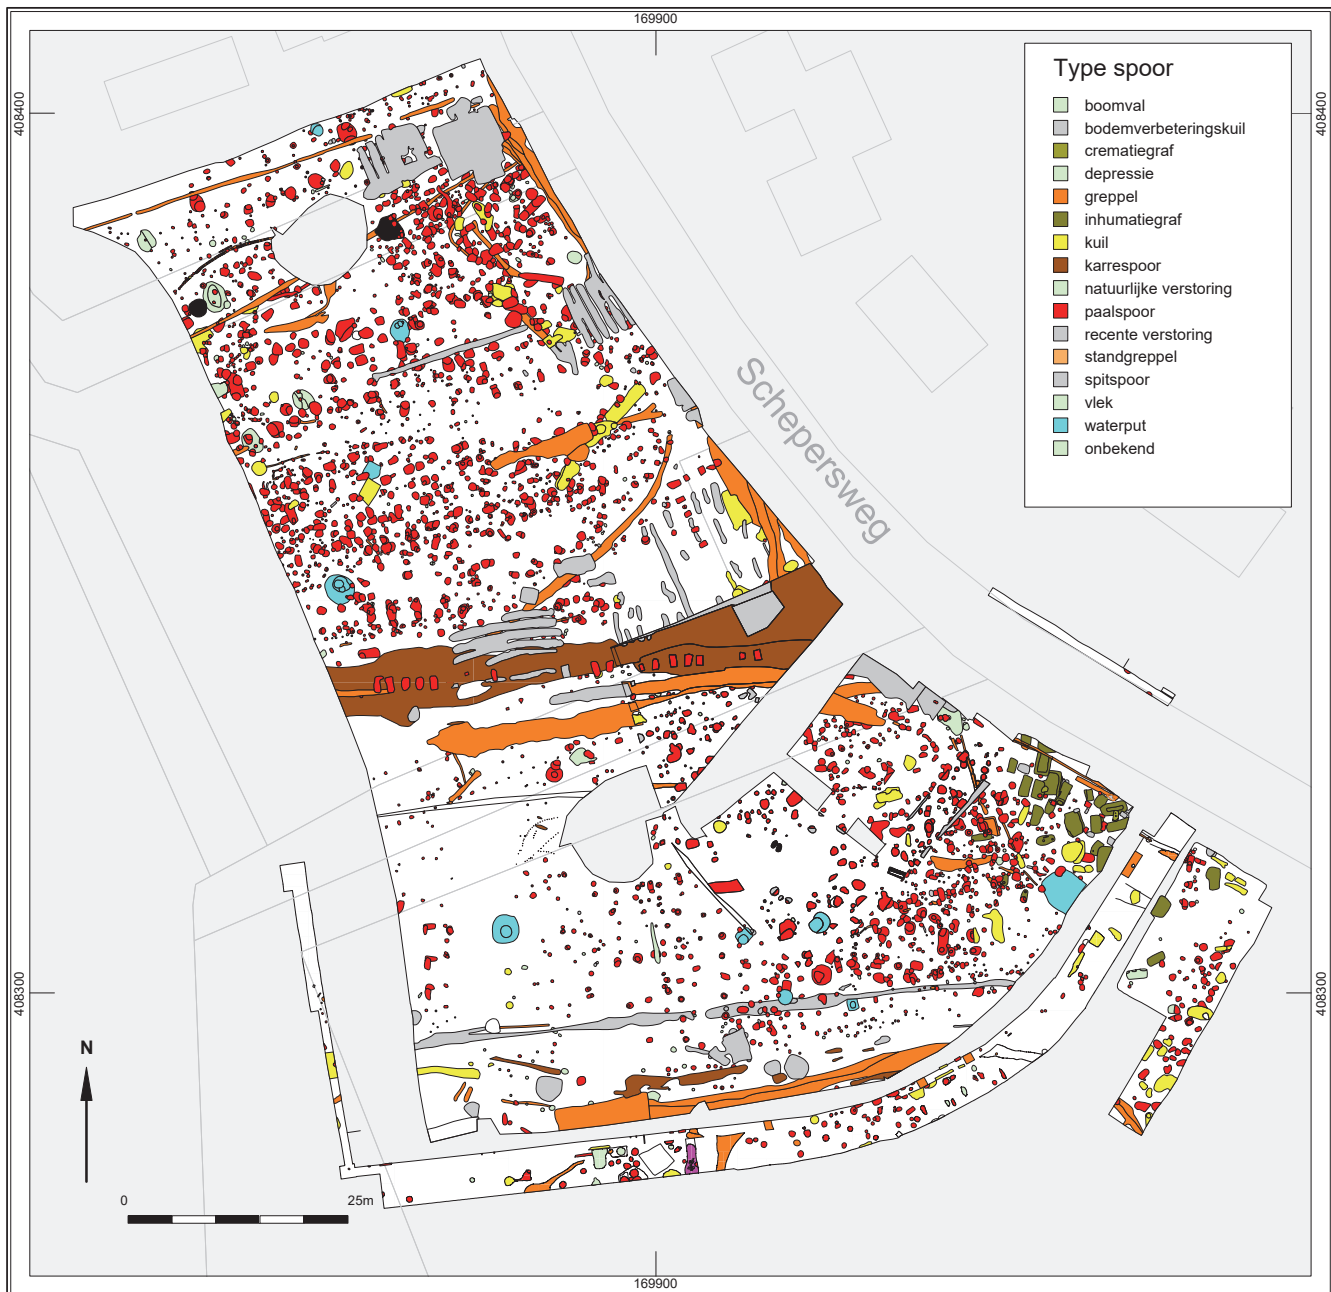 169900
408400
408400
Type spoor
boomval
bodemverbeteringskuil
crematiegraf
depressie
greppel
inhumatiegraf
kuil
karrespoor
natuurlijke verstoring
paalspoor
recente verstoring
standgreppel
spitspoor
vlek
waterput
onbekend
Schepersweg
408300
408300
N
0 25m
169900